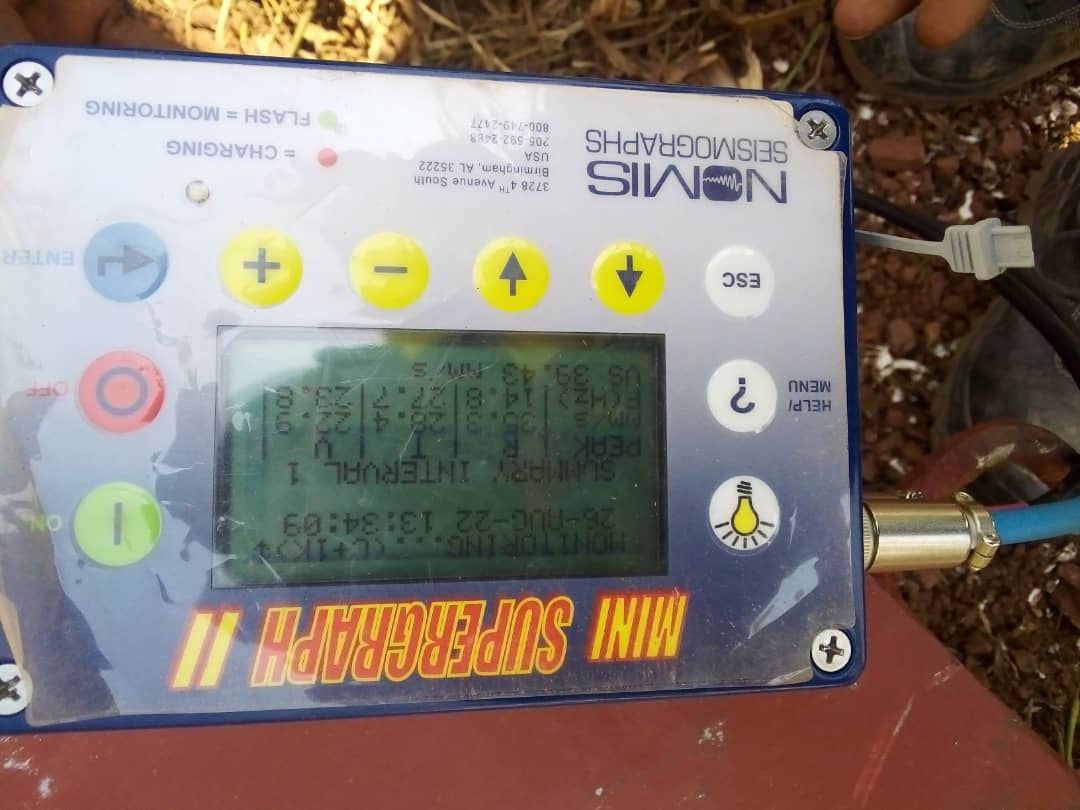 MINI SUPERGRAPH II
MONITORING...
26-AUG-22 13:34:09
SUMMARY INTERVAL 1
PEAK | R | T | V |
MM/S | 35.3 | 26.4 | 22.9 |
F(Hz) | 14.8 | 27.7 | 23.8 |
VS 39.43 MM/S
ON
OFF
ENTER
HELP/
MENU
?
ESC
+
−
NOMIS
SEISMOGRAPHS
3728 4TH Avenue South
Birmingham, AL 35222
USA
205-592-2488
800-749-2477
= CHARGING
FLASH = MONITORING